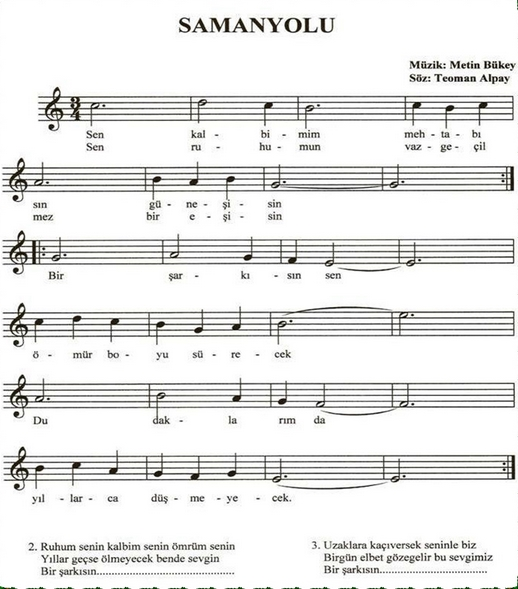 SAMANYOLU
Müzik: Metin Bükey
Söz: Teoman Alpay
3
4
Sen kal - bi - mim meh - ta - bı
Sen ru - hu - mun vaz - ge - çil
sın gü - ne - şi - sin
mez bir e - şi - sin
Bir şar - kı - sın sen
ö - mür bo - yu sü - re - cek
Du dak - la rım da
yıl - lar - ca düş - me - ye - cek.
2. Ruhum senin kalbim senin ömrüm senin
Yıllar geçse ölmeyecek bende sevgin
Bir şarkısın..........................................
3. Uzaklara kaçıversek seninle biz
Birgün elbet gözegelir bu sevgimiz
Bir şarkısın..........................................